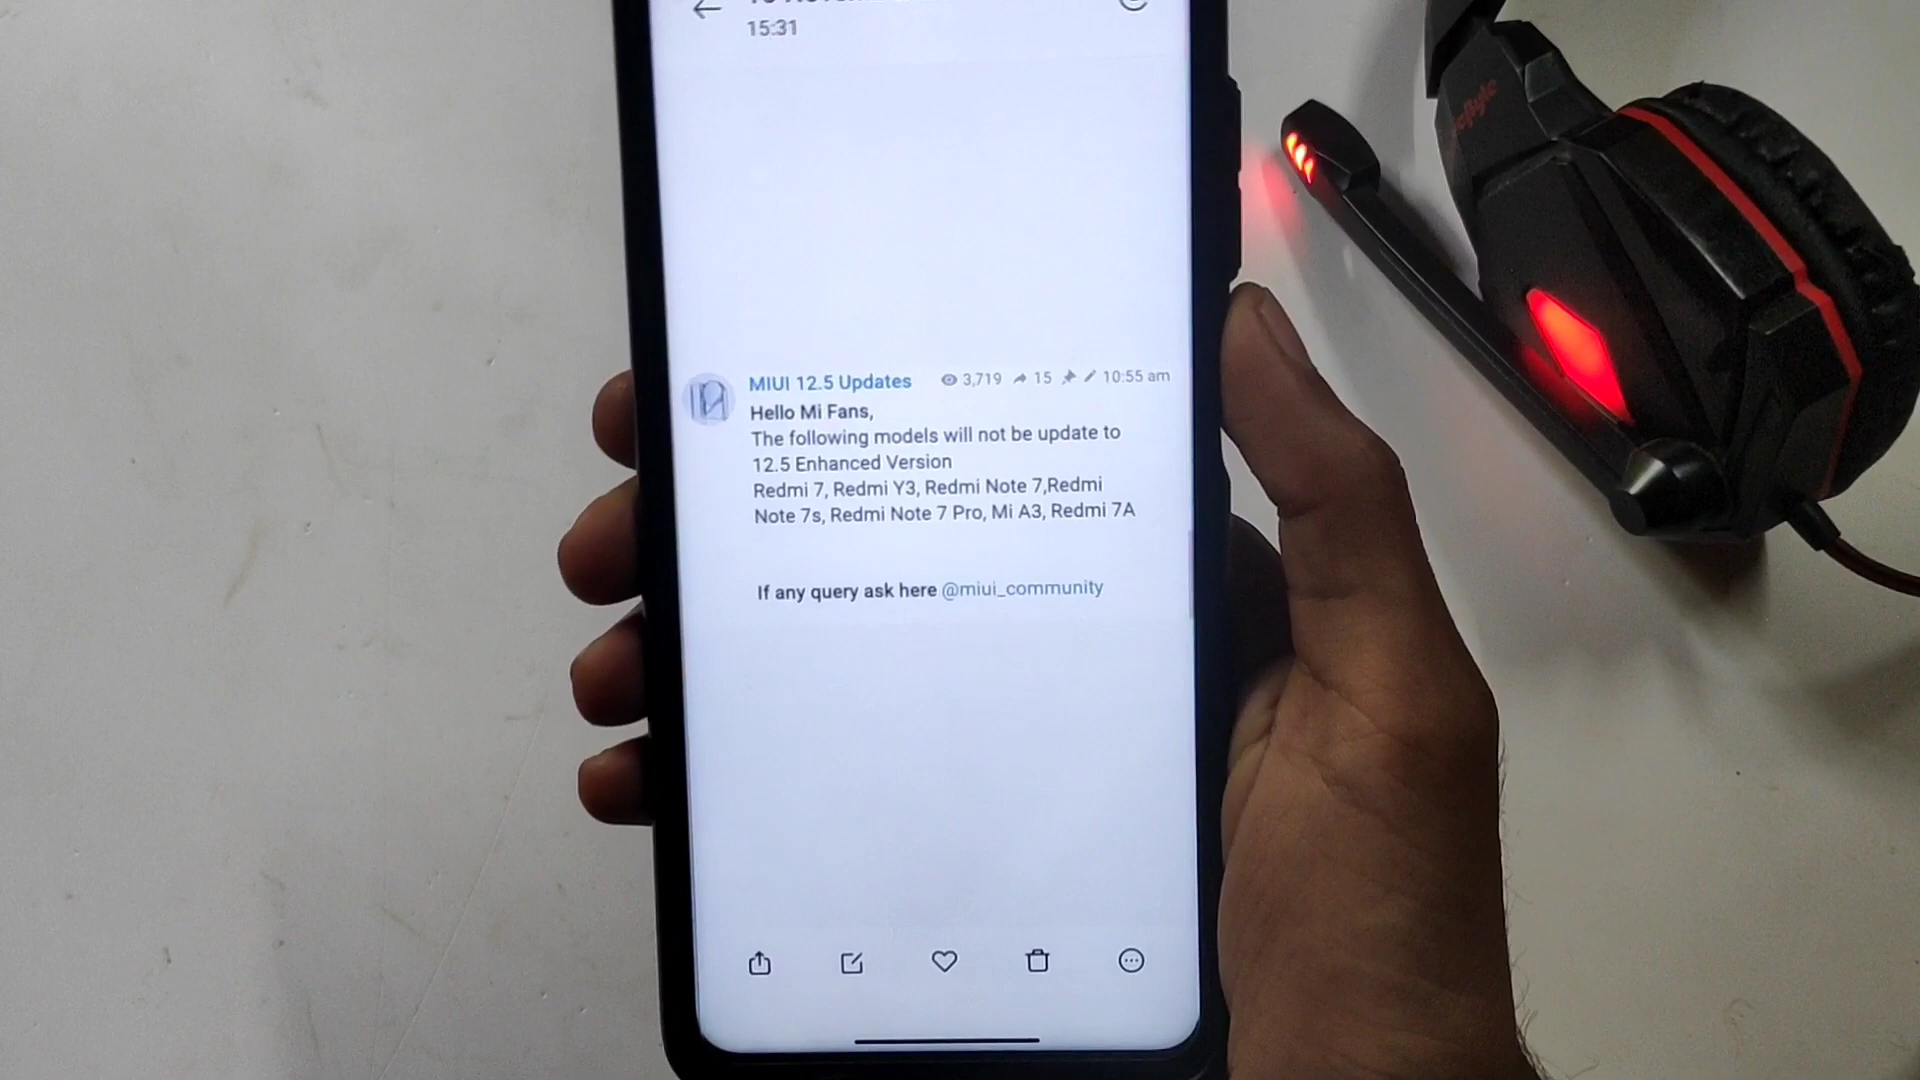 15:31
MIUI 12.5 Updates 3,719 15 10:55 am
Hello Mi Fans,
The following models will not be update to
12.5 Enhanced Version
Redmi 7, Redmi Y3, Redmi Note 7,Redmi
Note 7s, Redmi Note 7 Pro, Mi A3, Redmi 7A
If any query ask here @miui_community